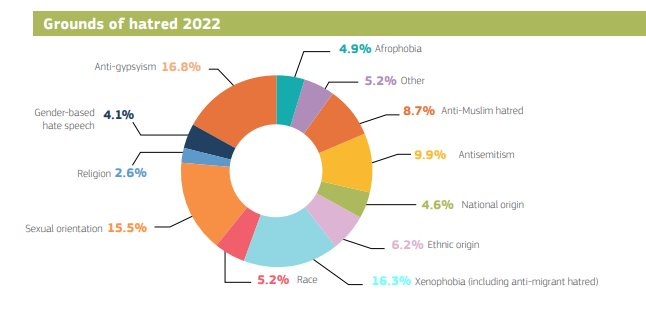 Grounds of hatred 2022
4.9% Afrophobia
5.2% Other
8.7% Anti-Muslim hatred
9.9% Antisemitism
4.6% National origin
6.2% Ethnic origin
16.3% Xenophobia (including anti-migrant hatred)
5.2% Race
Sexual orientation 15.5%
Religion 2.6%
Gender-based 4.1%
hate speech
Anti-gypsyism 16.8%